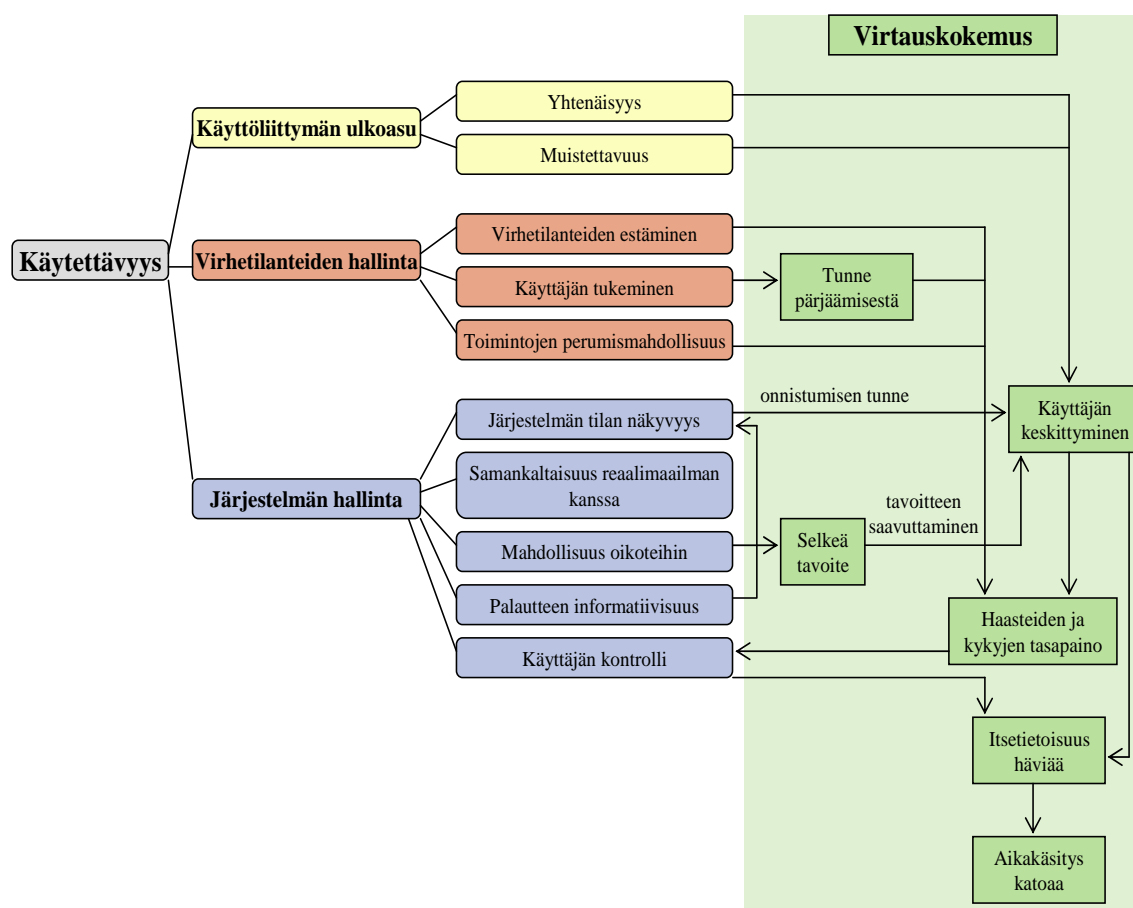 Virtauskokemus
Yhtenäisyys
Käyttöliittymän ulkoasu
Muistettavuus
Virhetilanteiden estäminen
Käytettävyys
Virhetilanteiden hallinta
Käyttäjän tukeminen
Tunne
pärjäämisestä
Toimintojen perumismahdollisuus
onnistumisen tunne
Järjestelmän tilan näkyvyys
Käyttäjän
keskittyminen
Samankaltaisuus reaalimaailman
kanssa
Järjestelmän hallinta
tavoitteen
saavuttaminen
Mahdollisuus oikoteihin
Selkeä
tavoite
Palautteen informatiivisuus
Haasteiden ja
kykyjen tasapaino
Käyttäjän kontrolli
Itsetietoisuus
häviää
Aikakäsitys
katoaa